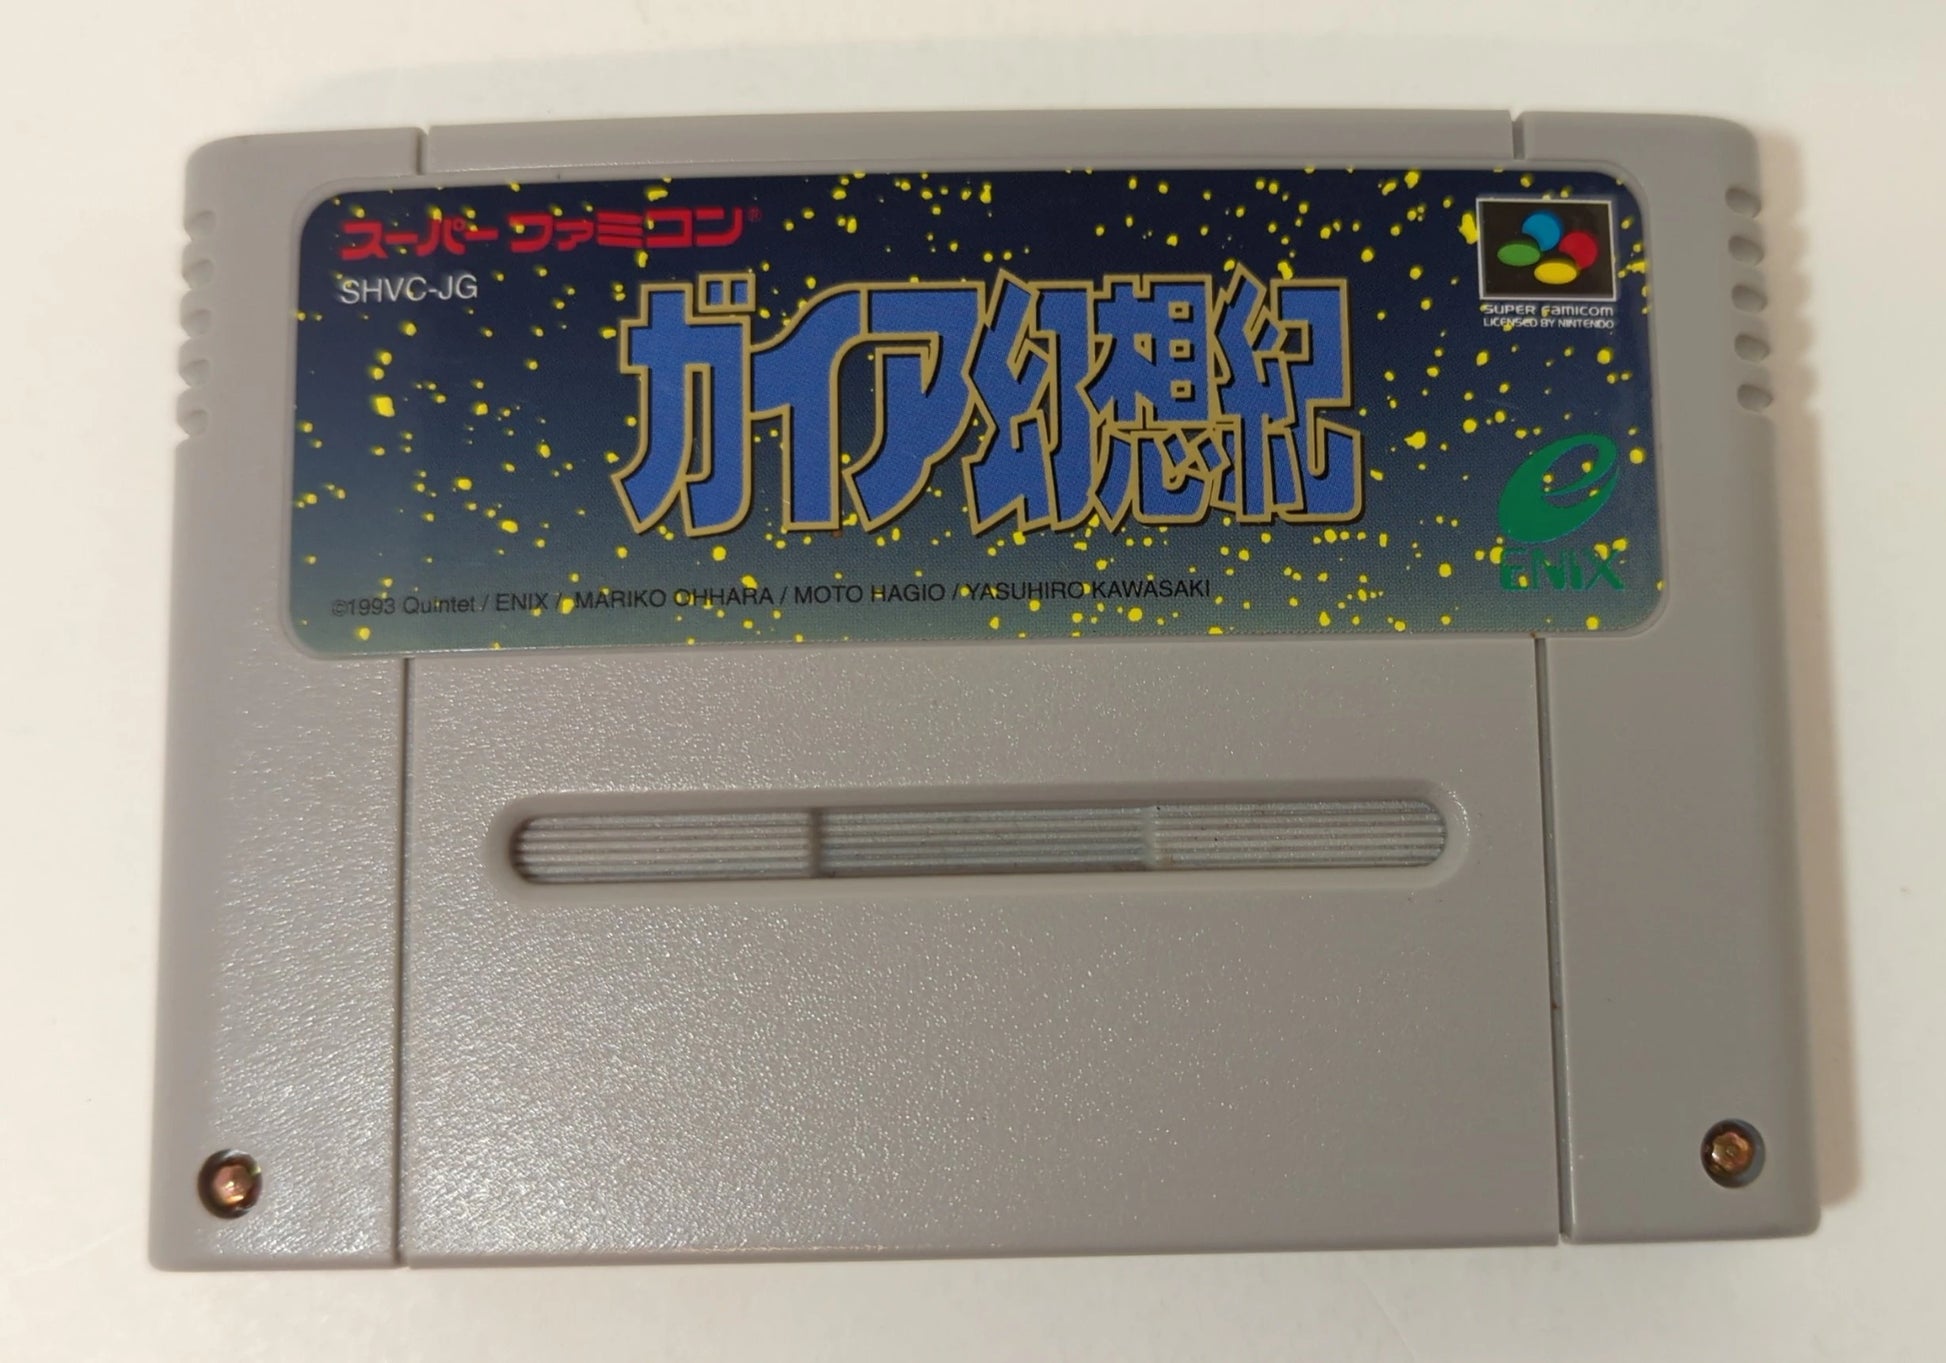 スーパー ファミコン®
SHVC-JG
ガイア幻想紀
SUPER FAMICOM
LICENSED BY NINTENDO
ENIX
©1993 Quintet / ENIX / MARIKO OHHARA / MOTO HAGIO / YASUHIRO KAWASAKI